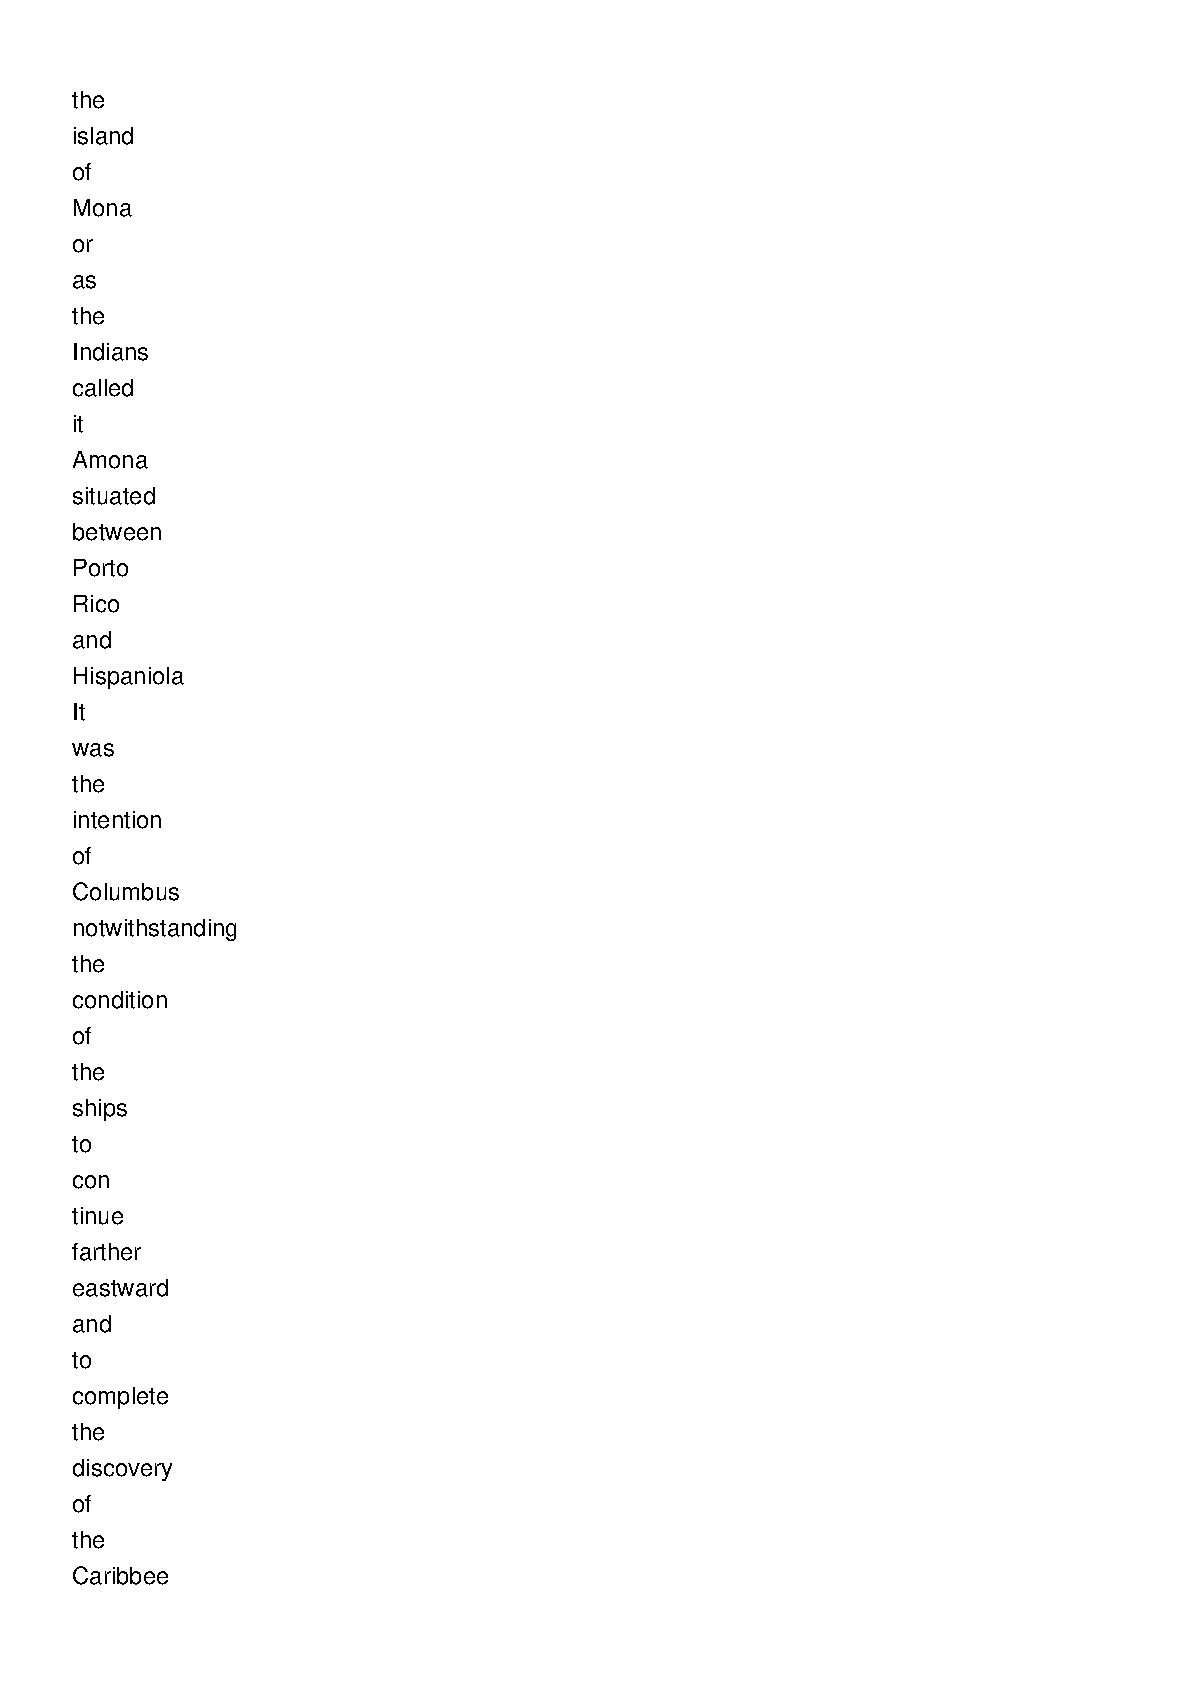 the
island
of
Mona
or
as
the
Indians
called
it
Amona
situated
between
Porto
Rico
and
Hispaniola
It
was
the
intention
of
Columbus
notwithstanding
the
condition
of
the
ships
to
con
tinue
farther
eastward
and
to
complete
the
discovery
of
the
Caribbee